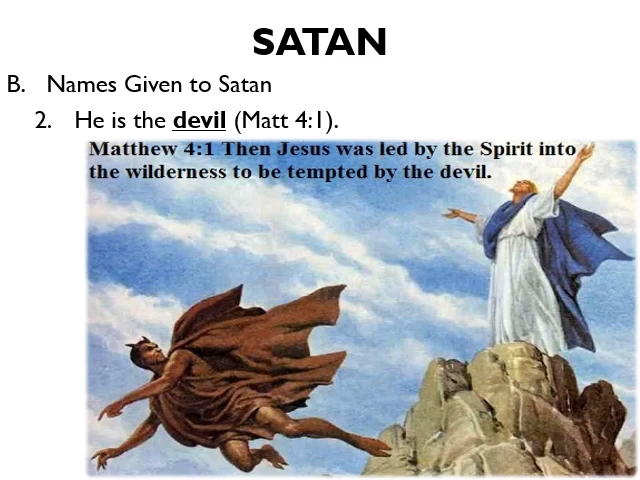 SATAN
B. Names Given to Satan
2. He is the devil (Matt 4:1).
Matthew 4:1 Then Jesus was led by the Spirit into
the wilderness to be tempted by the devil.